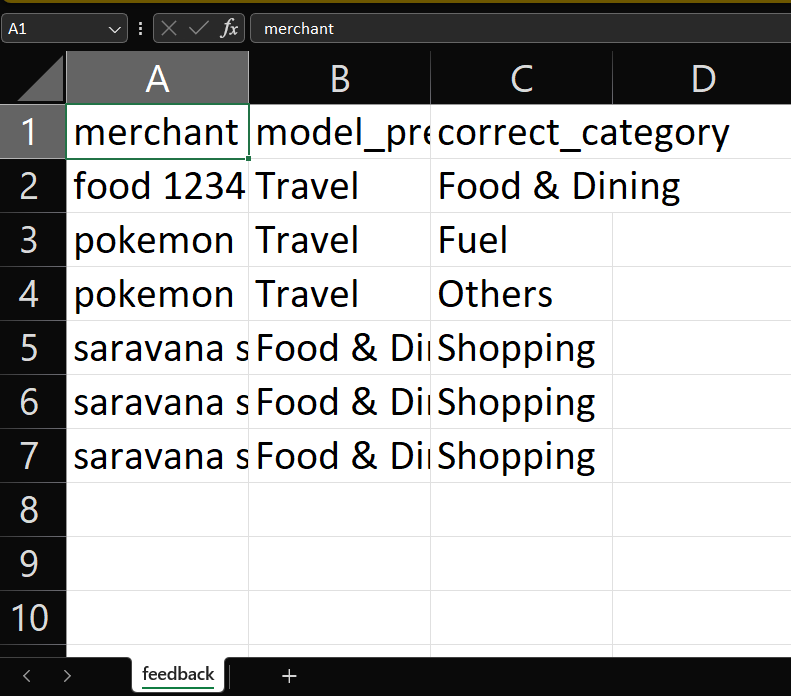 A1 fx merchant
A B C D
1 merchant model_pre correct_category
2 food 1234 Travel Food & Dining
3 pokemon Travel Fuel
4 pokemon Travel Others
5 saravana s Food & Di Shopping
6 saravana s Food & Di Shopping
7 saravana s Food & Di Shopping
8
9
10
feedback